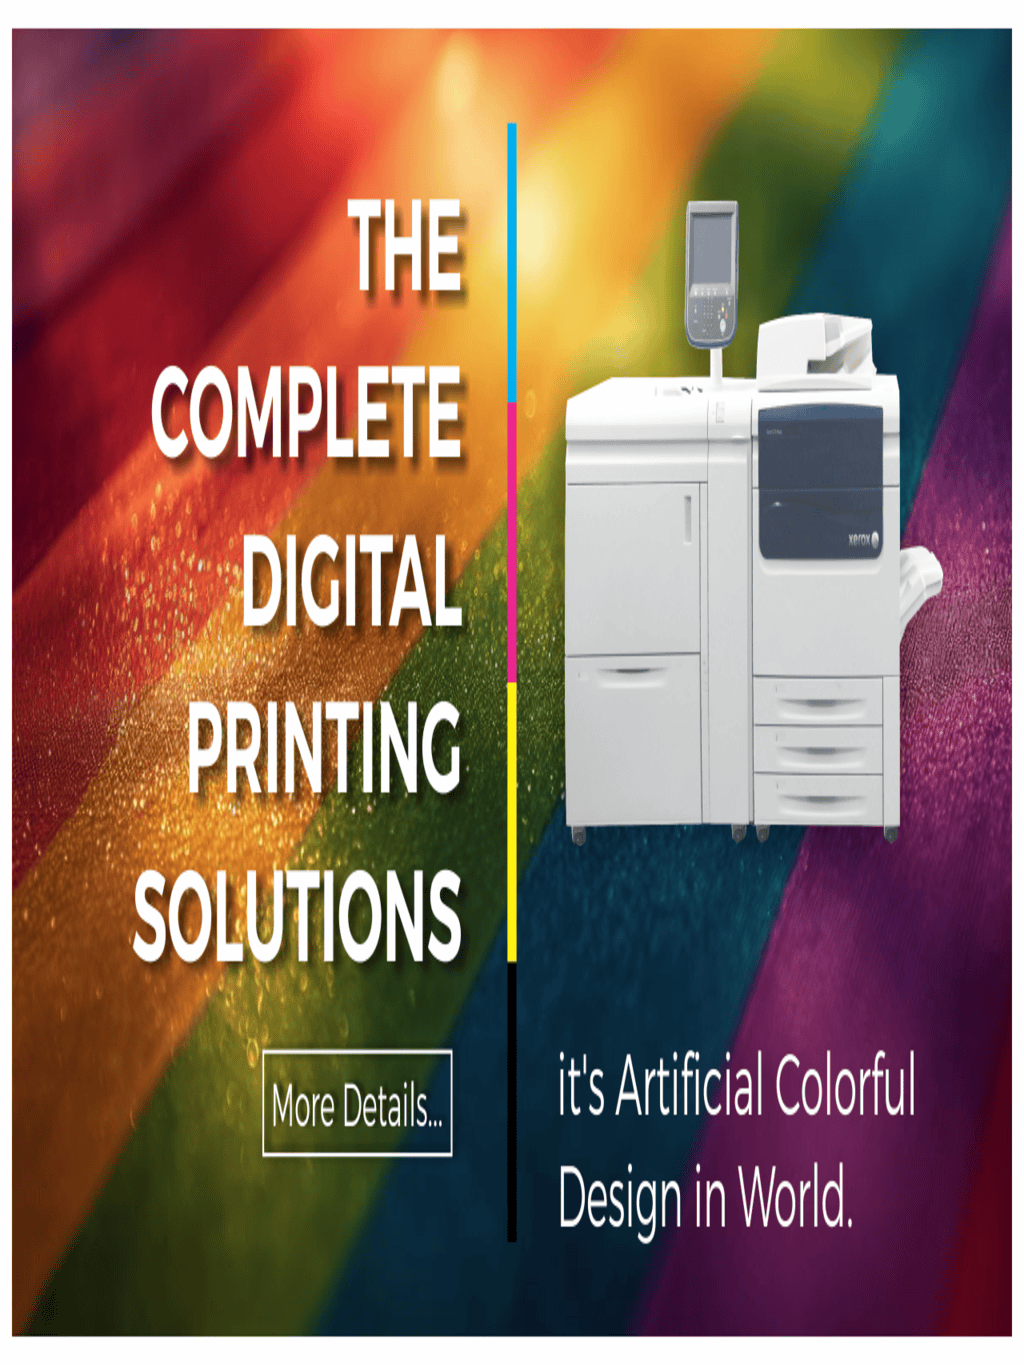 THE
COMPLETE
DIGITAL
PRINTING
SOLUTIONS
More Details...
xerox
it's Artificial Colorful
Design in World.